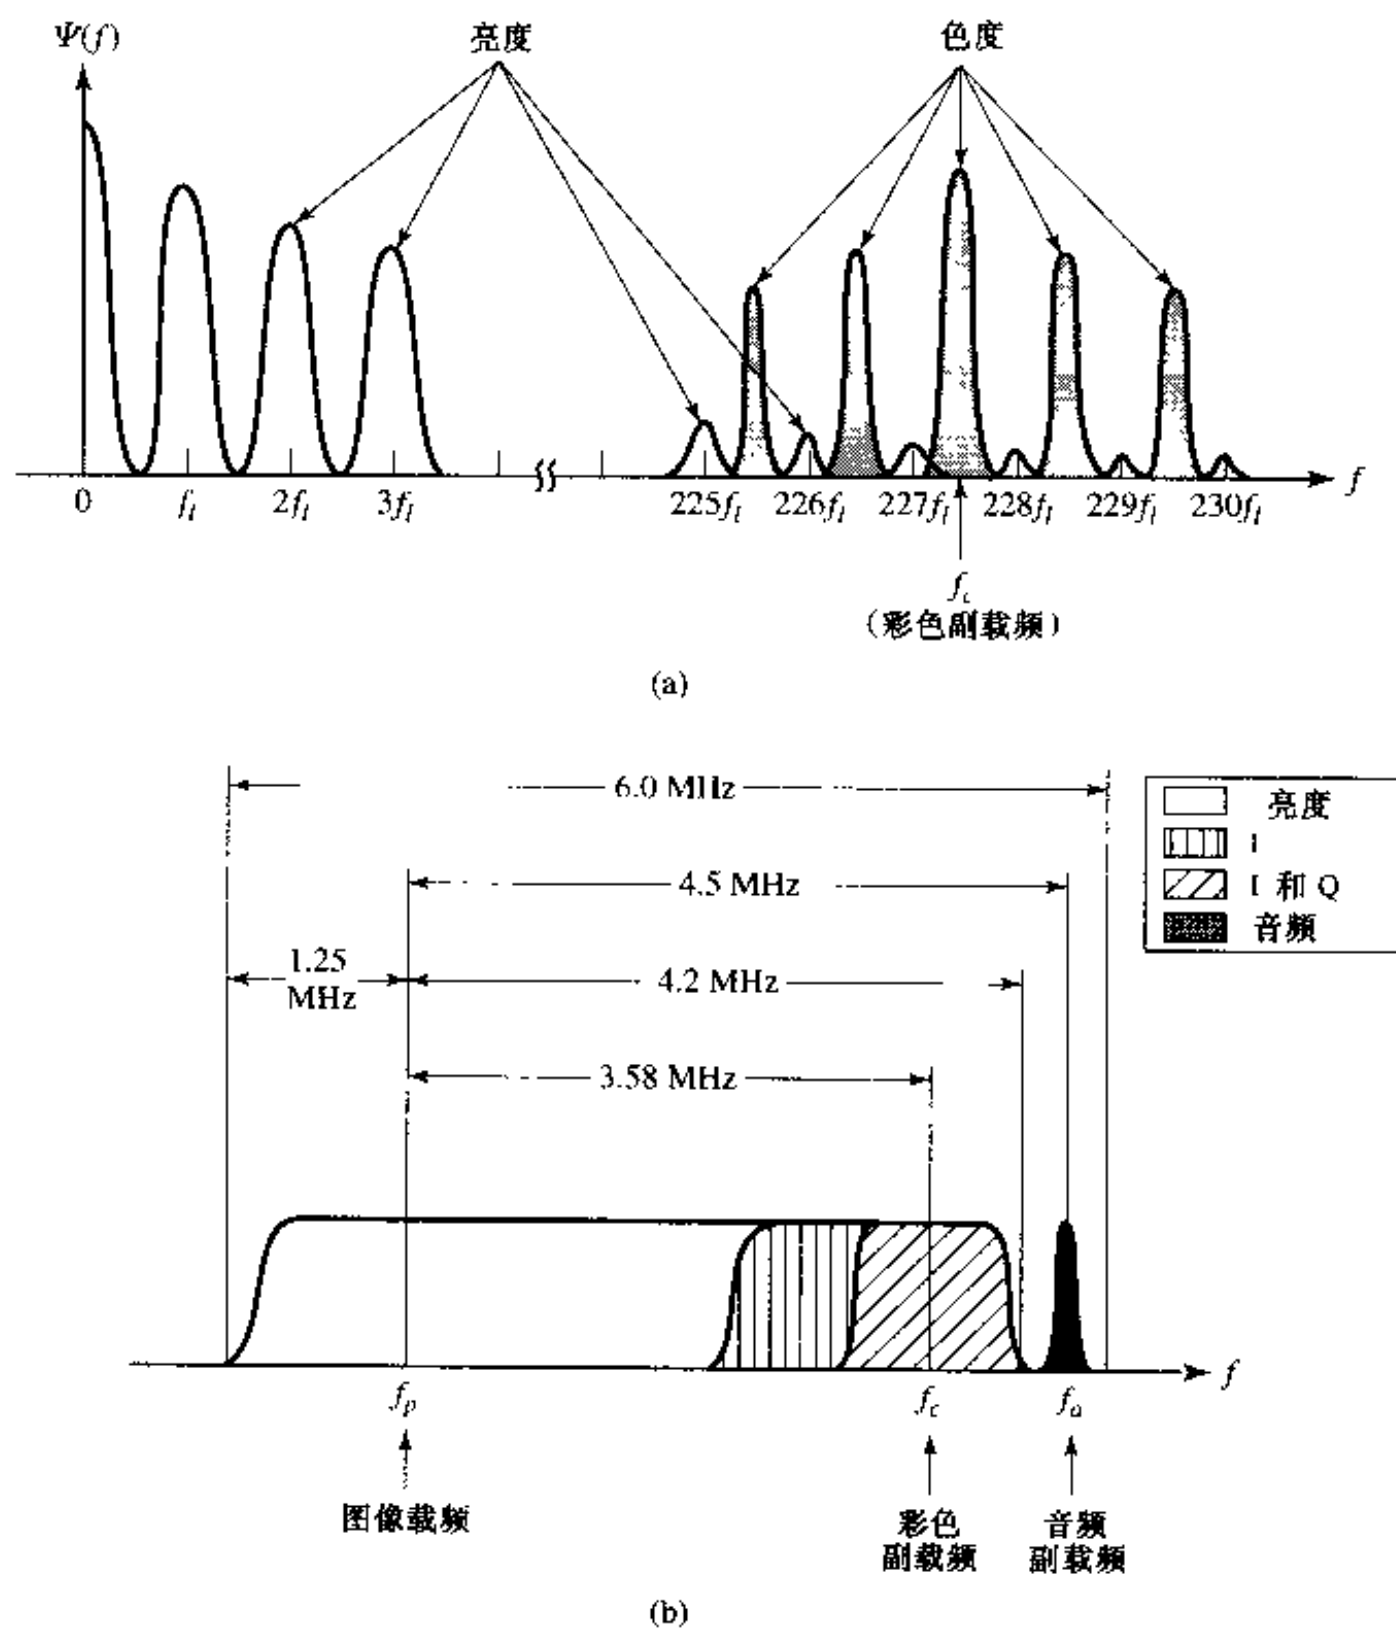 Ψ(f)
亮度
色度
0
f_l
2f_l
3f_l
225f_l
226f_l
227f_l
228f_l
229f_l
230f_l
f
f_c
（彩色副载频）
(a)
6.0 MHz
亮度
I
4.5 MHz
I 和 Q
音频
1.25
MHz
4.2 MHz
3.58 MHz
f
f_p
f_c
f_a
图像载频
彩色
副载频
音频
副载频
(b)